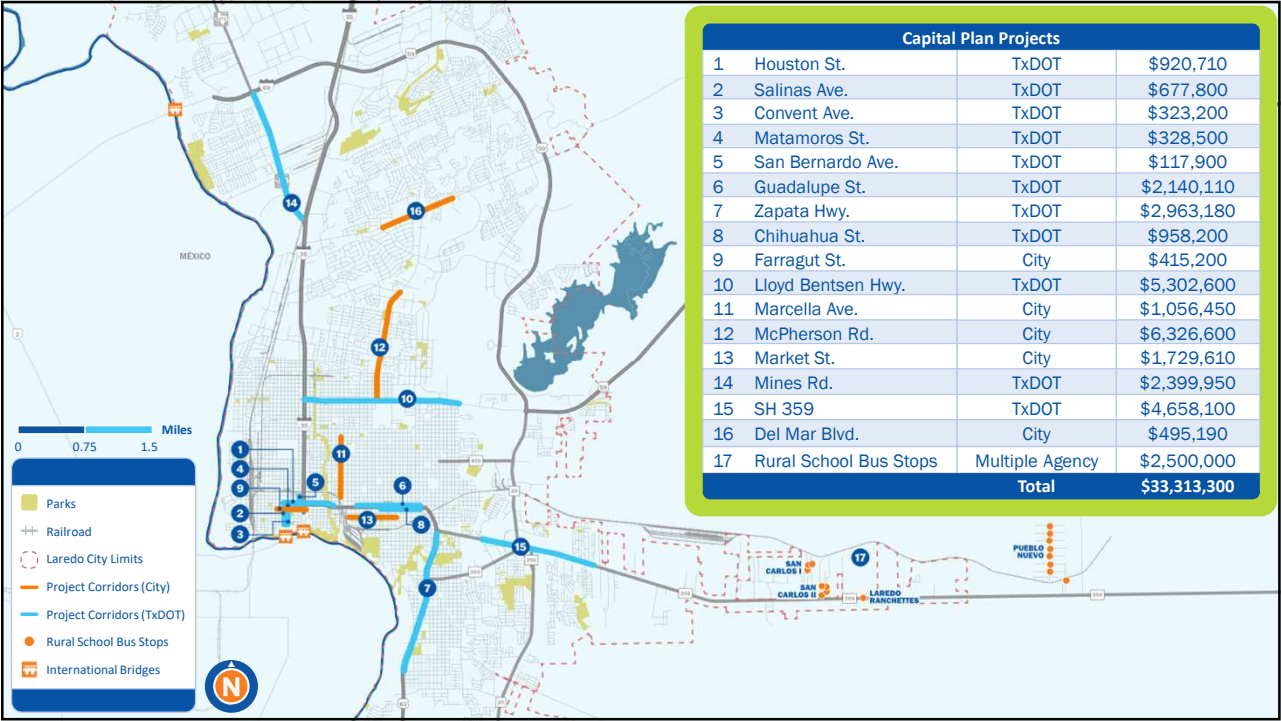 Capital Plan Projects
1 Houston St. TxDOT $920,710
2 Salinas Ave. TxDOT $677,800
3 Convent Ave. TxDOT $323,200
4 Matamoros St. TxDOT $328,500
5 San Bernardo Ave. TxDOT $117,900
6 Guadalupe St. TxDOT $2,140,110
7 Zapata Hwy. TxDOT $2,963,180
8 Chihuahua St. TxDOT $958,200
9 Farragut St. City $415,200
10 Lloyd Bentsen Hwy. TxDOT $5,302,600
11 Marcella Ave. City $1,056,450
12 McPherson Rd. City $6,326,600
13 Market St. City $1,729,610
14 Mines Rd. TxDOT $2,399,950
15 SH 359 TxDOT $4,658,100
16 Del Mar Blvd. City $495,190
17 Rural School Bus Stops Multiple Agency $2,500,000
Total $33,313,300
35
59
69
59
14
16
35
MÉXICO
2
12
59
10
35
Miles
0 0.75 1.5
1
4
9
2
3
11
5
6
13
8
15
7
17
PUEBLO
NUEVO
SAN
CARLOS I
SAN
CARLOS II
LAREDO
RANCHETTES
359
359
359
83
Parks
Railroad
Laredo City Limits
Project Corridors (City)
Project Corridors (TxDOT)
Rural School Bus Stops
International Bridges
N